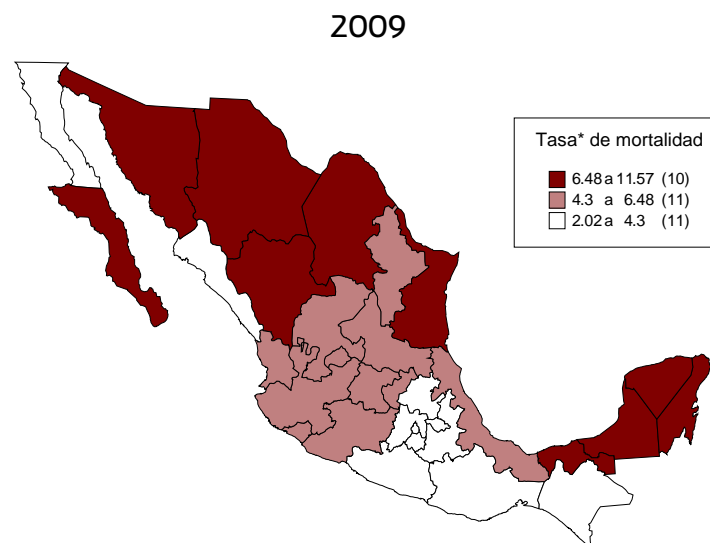 2009
Tasa* de mortalidad
6.48 a 11.57 (10)
4.3 a 6.48 (11)
2.02 a 4.3 (11)